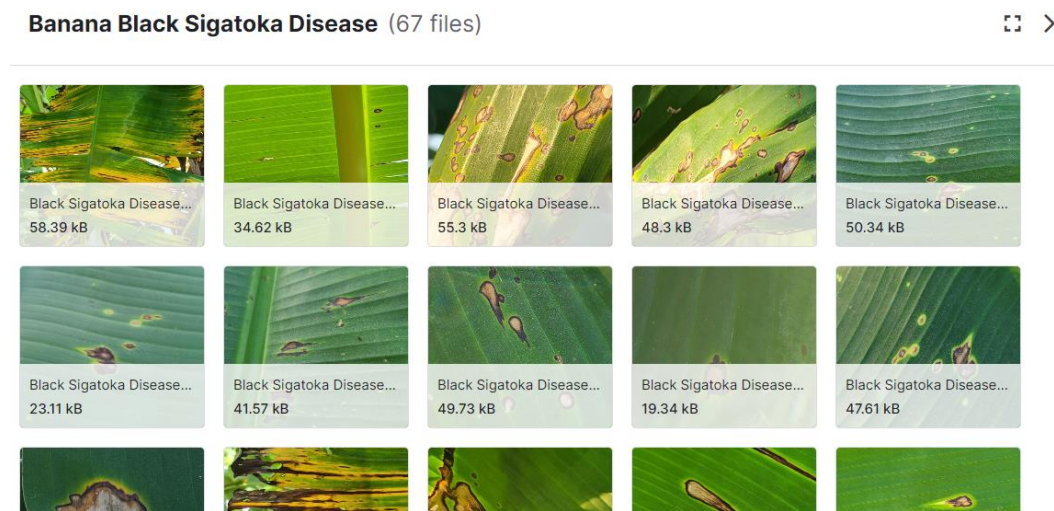 Banana Black Sigatoka Disease (67 files)
Black Sigatoka Disease... Black Sigatoka Disease... Black Sigatoka Disease... Black Sigatoka Disease... Black Sigatoka Disease...
58.39 kB 34.62 kB 55.3 kB 48.3 kB 50.34 kB
Black Sigatoka Disease... Black Sigatoka Disease... Black Sigatoka Disease... Black Sigatoka Disease... Black Sigatoka Disease...
23.11 kB 41.57 kB 49.73 kB 19.34 kB 47.61 kB